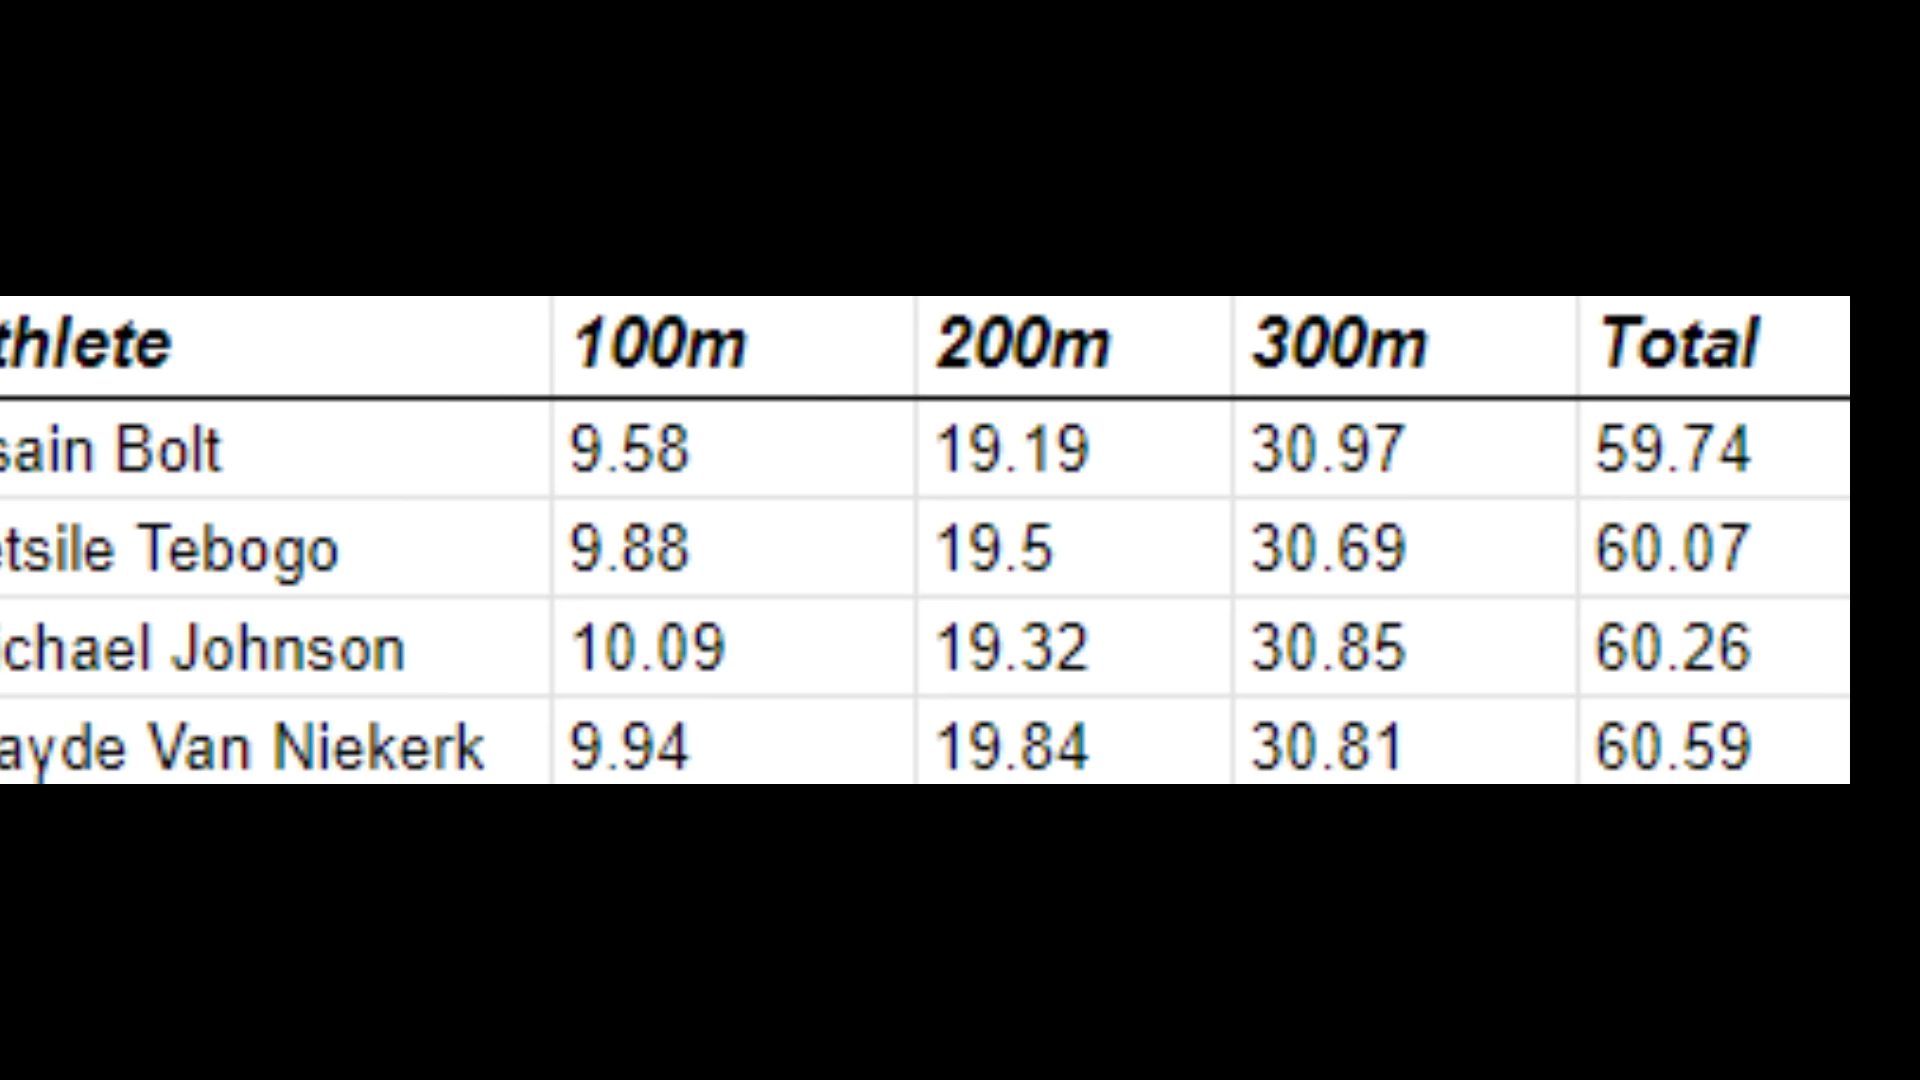 thlete 100m 200m 300m Total
sain Bolt 9.58 19.19 30.97 59.74
etsile Tebogo 9.88 19.5 30.69 60.07
ichael Johnson 10.09 19.32 30.85 60.26
ayde Van Niekerk 9.94 19.84 30.81 60.59